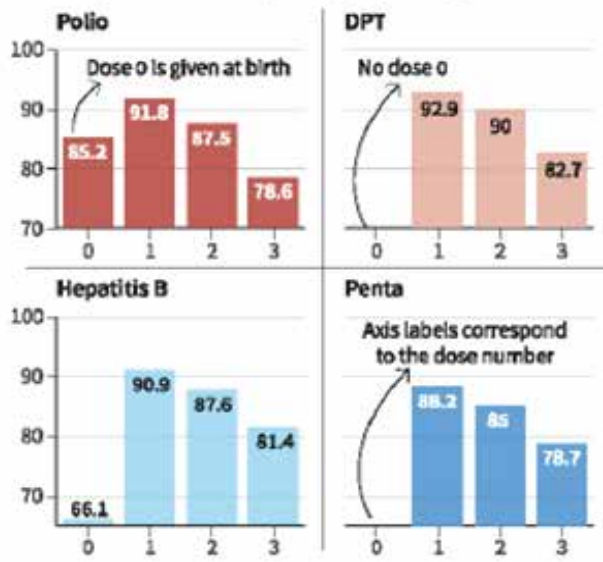 Polio
DPT
100
90
80
70
Dose 0 is given at birth
No dose 0
85.2
91.8
87.5
78.6
92.9
90
82.7
0 1 2 3
0 1 2 3
Hepatitis B
Penta
100
90
80
70
Axis labels correspond
to the dose number
66.1
90.9
87.6
81.4
88.2
85
78.7
0 1 2 3
0 1 2 3